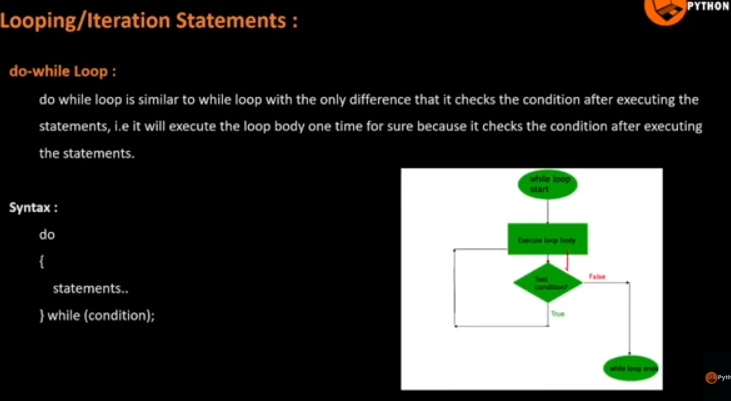 PYTHON
Looping/Iteration Statements :
do-while Loop :
do while loop is similar to while loop with the only difference that it checks the condition after executing the
statements, i.e it will execute the loop body one time for sure because it checks the condition after executing
the statements.
Syntax :
do
{
statements..
} while (condition);
while loop
start
Execute loop body
Test
condition?
False
True
while loop ends
Pyth